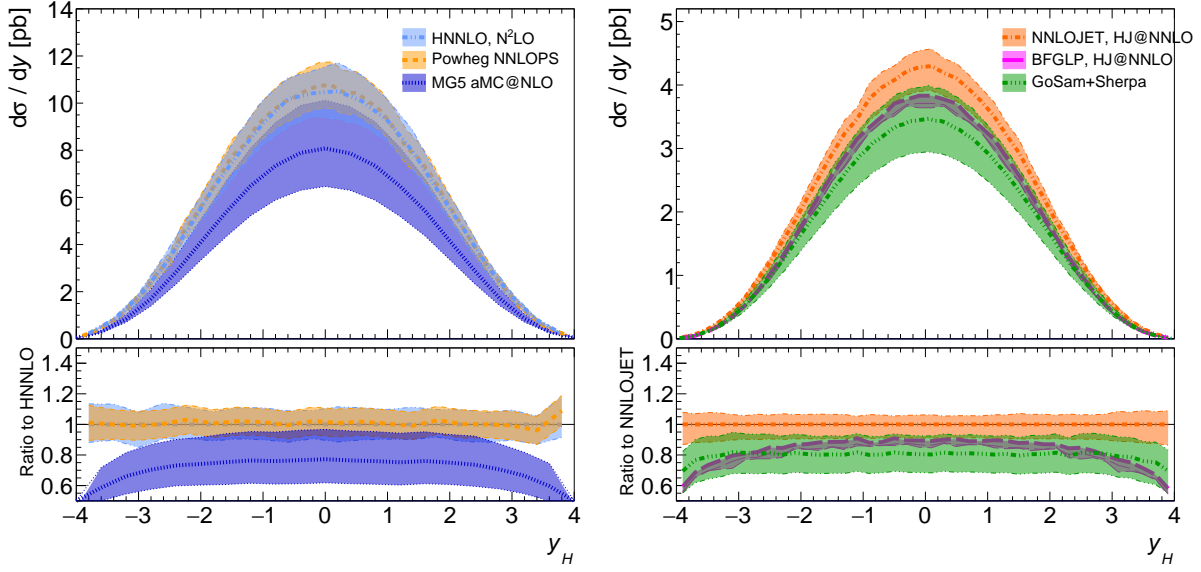 dσ / dy [pb]
14
12
10
8
6
4
2
0
HNNLO, N²LO
Powheg NNLOPS
MG5 aMC@NLO
Ratio to HNNLO
1.4
1.2
1
0.8
0.6
−4 −3 −2 −1 0 1 2 3 4
y_H
dσ / dy [pb]
5
4
3
2
1
0
NNLOJET, HJ@NNLO
BFGLP, HJ@NNLO
GoSam+Sherpa
Ratio to NNLOJET
1.4
1.2
1
0.8
0.6
−4 −3 −2 −1 0 1 2 3 4
y_H